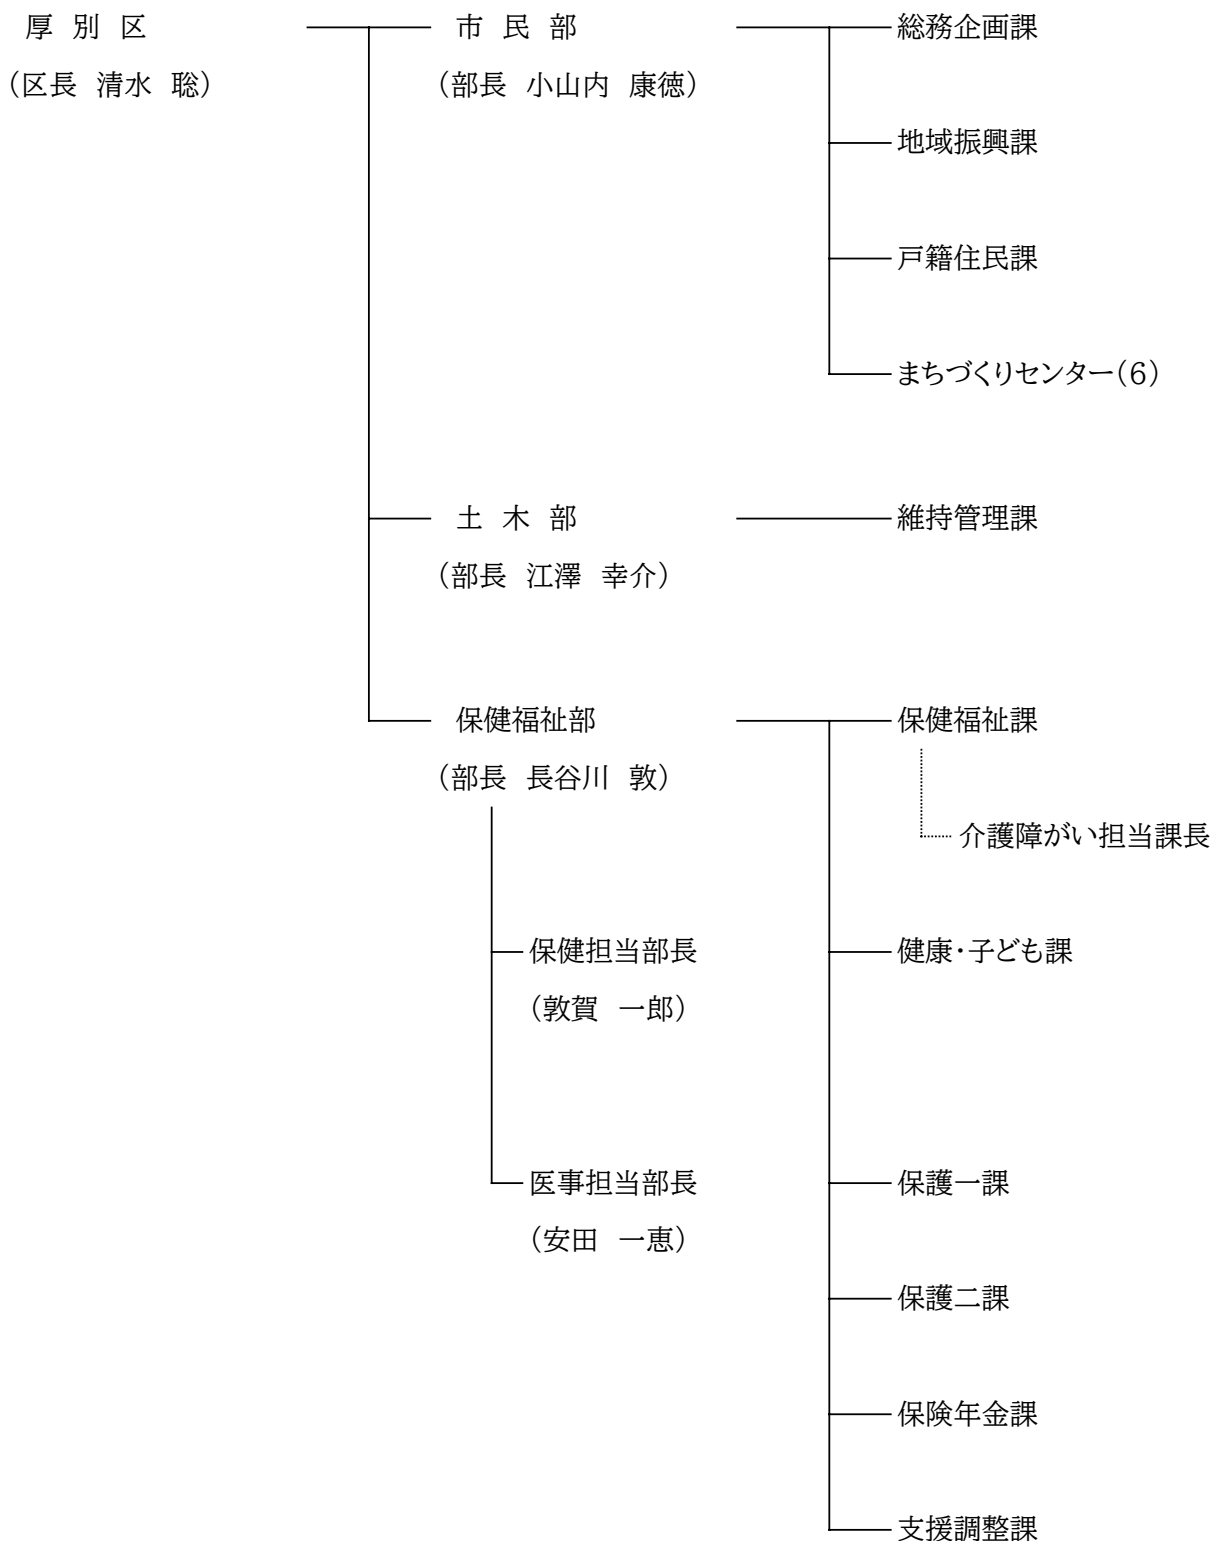 厚 別 区
（区長 清水 聡）
市 民 部
（部長 小山内 康徳）
総務企画課
地域振興課
戸籍住民課
まちづくりセンター（6）
土 木 部
（部長 江澤 幸介）
維持管理課
保健福祉部
（部長 長谷川 敦）
保健福祉課
介護障がい担当課長
保健担当部長
（敦賀 一郎）
健康・子ども課
医事担当部長
（安田 一恵）
保護一課
保護二課
保険年金課
支援調整課